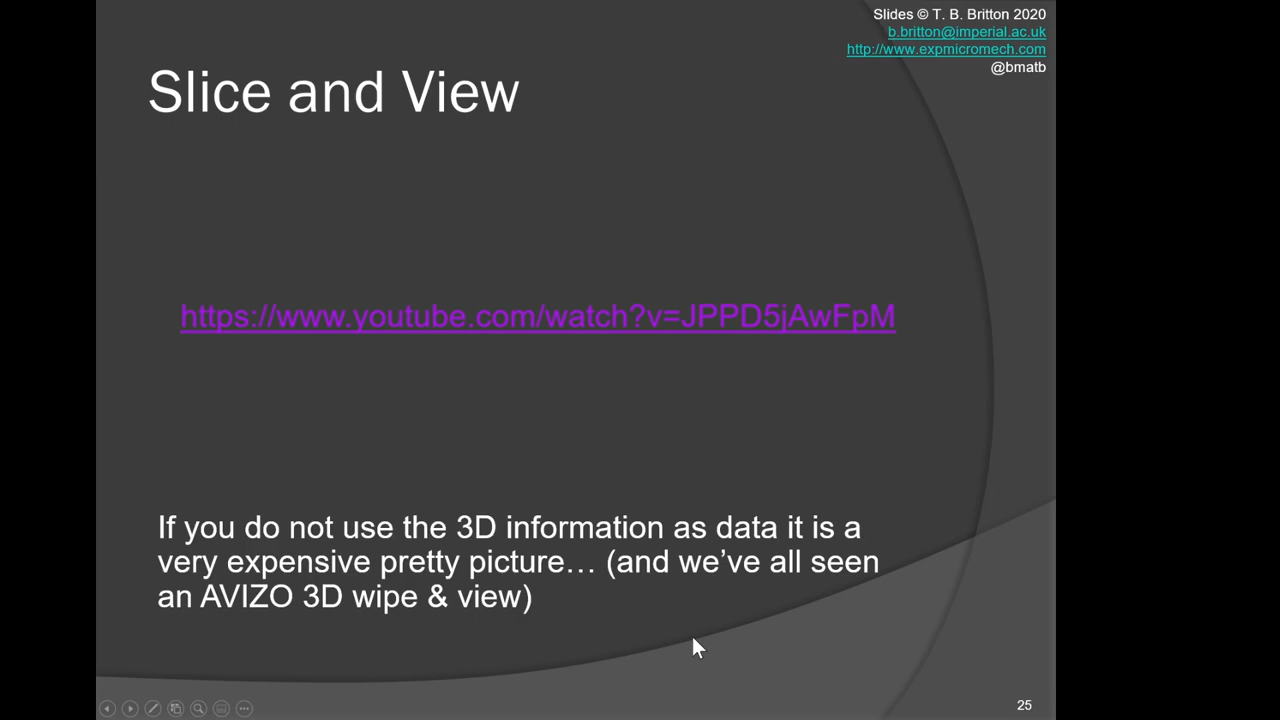 Slides © T. B. Britton 2020
b.britton@imperial.ac.uk
http://www.expmicromech.com
@bmatb
Slice and View
https://www.youtube.com/watch?v=JPPD5jAwFpM
If you do not use the 3D information as data it is a
very expensive pretty picture… (and we’ve all seen
an AVIZO 3D wipe & view)
25